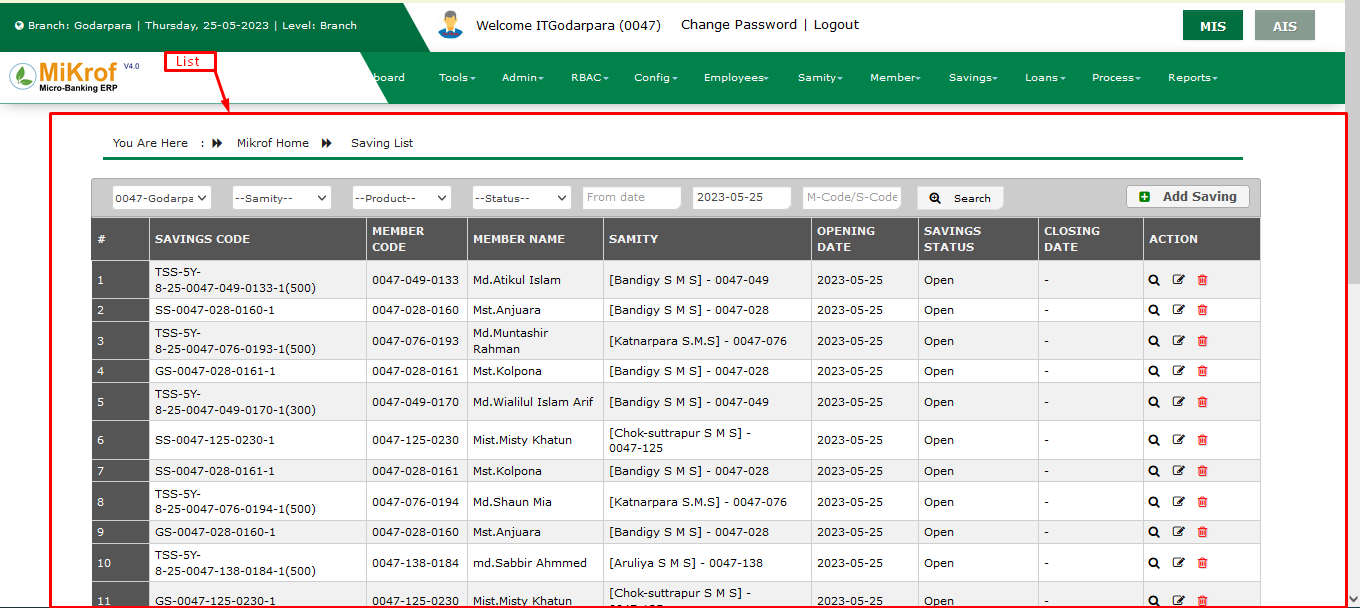 Branch: Godarpara | Thursday, 25-05-2023 | Level: Branch
Welcome ITGodarpara (0047)
Change Password | Logout
MIS
AIS
MiKrof V4.0
Micro-Banking ERP
List
board
Tools
Admin
RBAC
Config
Employees
Samity
Member
Savings
Loans
Process
Reports
You Are Here : Mikrof Home Saving List
0047-Godarpa
--Samity--
--Product--
--Status--
From date
2023-05-25
M-Code/S-Code
Search
Add Saving
# SAVINGS CODE MEMBER CODE MEMBER NAME SAMITY OPENING DATE SAVINGS STATUS CLOSING DATE ACTION
1 TSS-5Y-8-25-0047-049-0133-1(500) 0047-049-0133 Md.Atikul Islam [Bandigy S M S] - 0047-049 2023-05-25 Open -
2 SS-0047-028-0160-1 0047-028-0160 Mst.Anjuara [Bandigy S M S] - 0047-028 2023-05-25 Open -
3 TSS-5Y-8-25-0047-076-0193-1(500) 0047-076-0193 Md.Muntashir Rahman [Katnarpara S.M.S] - 0047-076 2023-05-25 Open -
4 GS-0047-028-0161-1 0047-028-0161 Mst.Kolpona [Bandigy S M S] - 0047-028 2023-05-25 Open -
5 TSS-5Y-8-25-0047-049-0170-1(300) 0047-049-0170 Md.Wialilul Islam Arif [Bandigy S M S] - 0047-049 2023-05-25 Open -
6 SS-0047-125-0230-1 0047-125-0230 Mist.Misty Khatun [Chok-suttrapur S M S] - 0047-125 2023-05-25 Open -
7 SS-0047-028-0161-1 0047-028-0161 Mst.Kolpona [Bandigy S M S] - 0047-028 2023-05-25 Open -
8 TSS-5Y-8-25-0047-076-0194-1(500) 0047-076-0194 Md.Shaun Mia [Katnarpara S.M.S] - 0047-076 2023-05-25 Open -
9 GS-0047-028-0160-1 0047-028-0160 Mst.Anjuara [Bandigy S M S] - 0047-028 2023-05-25 Open -
10 TSS-5Y-8-25-0047-138-0184-1(500) 0047-138-0184 md.Sabbir Ahmmed [Aruliya S M S] - 0047-138 2023-05-25 Open -
11 GS-0047-125-0230-1 0047-125-0230 Mist.Misty Khatun [Chok-suttrapur S M S] - 2023-05-25 Open -